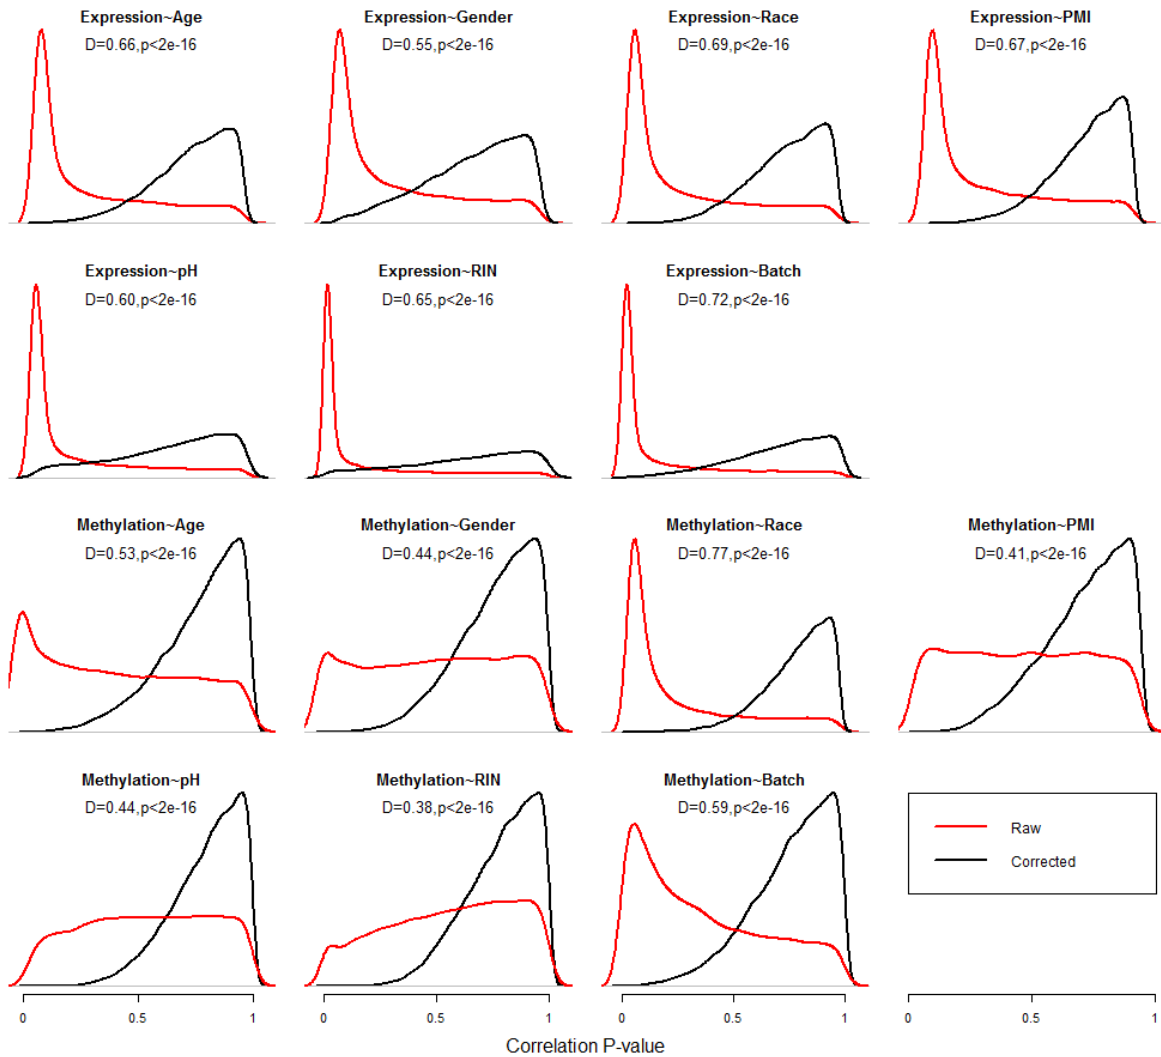 Expression~Age
D=0.66,p<2e-16
Expression~Gender
D=0.55,p<2e-16
Expression~Race
D=0.69,p<2e-16
Expression~PMI
D=0.67,p<2e-16
Expression~pH
D=0.60,p<2e-16
Expression~RIN
D=0.65,p<2e-16
Expression~Batch
D=0.72,p<2e-16
Methylation~Age
D=0.53,p<2e-16
Methylation~Gender
D=0.44,p<2e-16
Methylation~Race
D=0.77,p<2e-16
Methylation~PMI
D=0.41,p<2e-16
Methylation~pH
D=0.44,p<2e-16
Methylation~RIN
D=0.38,p<2e-16
Methylation~Batch
D=0.59,p<2e-16
Raw
Corrected
0 0.5 1
0 0.5 1
0 0.5 1
0 0.5 1
Correlation P-value